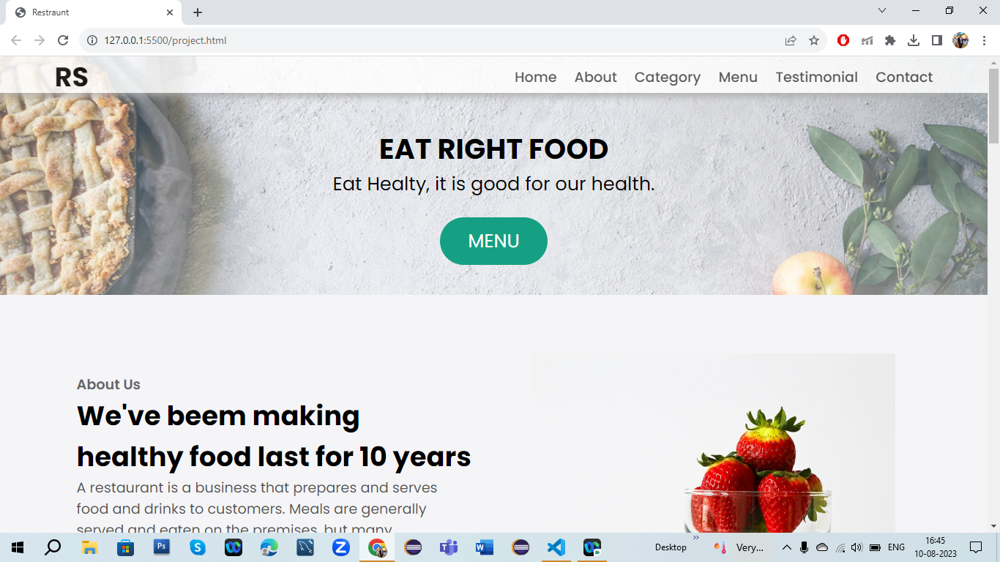 Restraunt
127.0.0.1:5500/project.html
RS
Home About Category Menu Testimonial Contact
EAT RIGHT FOOD
Eat Healty, it is good for our health.
MENU
About Us
We've beem making
healthy food last for 10 years
A restaurant is a business that prepares and serves
food and drinks to customers. Meals are generally
served and eaten on the premises, but many
Ps
Desktop
Very...
ENG
16:45
10-08-2023